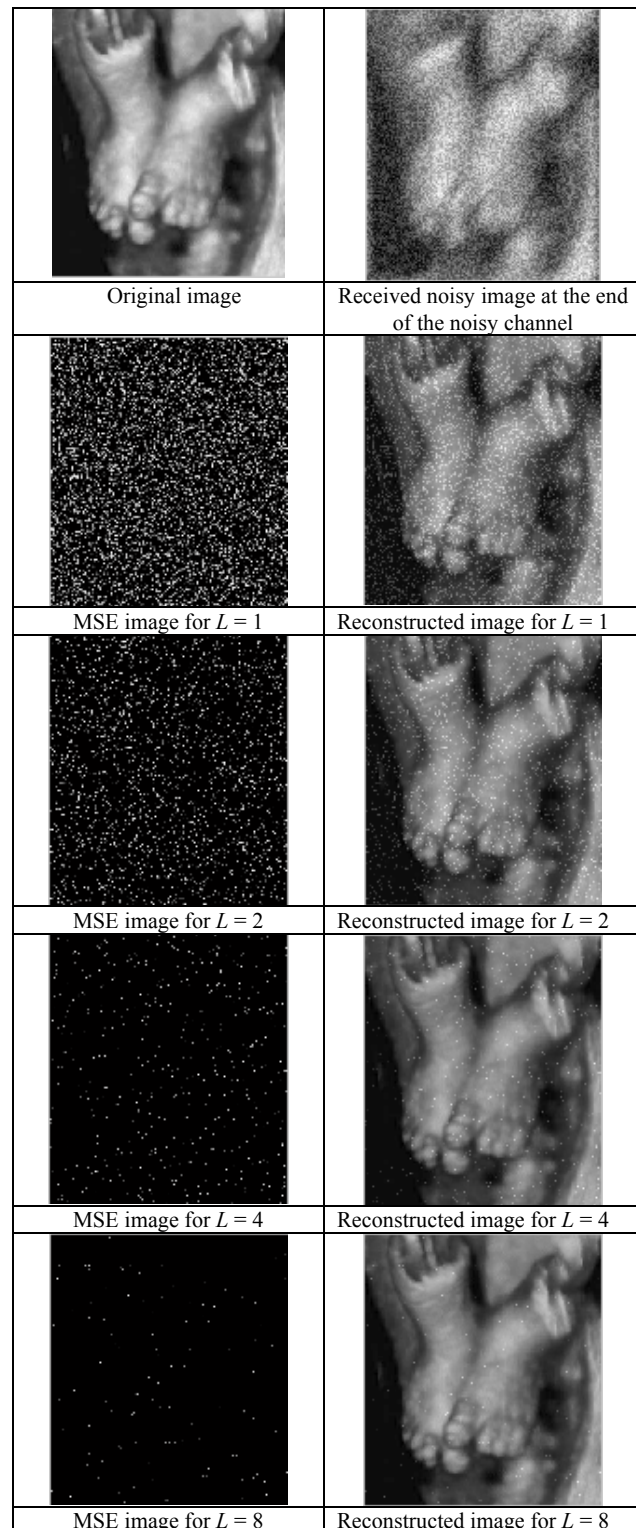 Original image
Received noisy image at the end
of the noisy channel
MSE image for L = 1
Reconstructed image for L = 1
MSE image for L = 2
Reconstructed image for L = 2
MSE image for L = 4
Reconstructed image for L = 4
MSE image for L = 8
Reconstructed image for L = 8